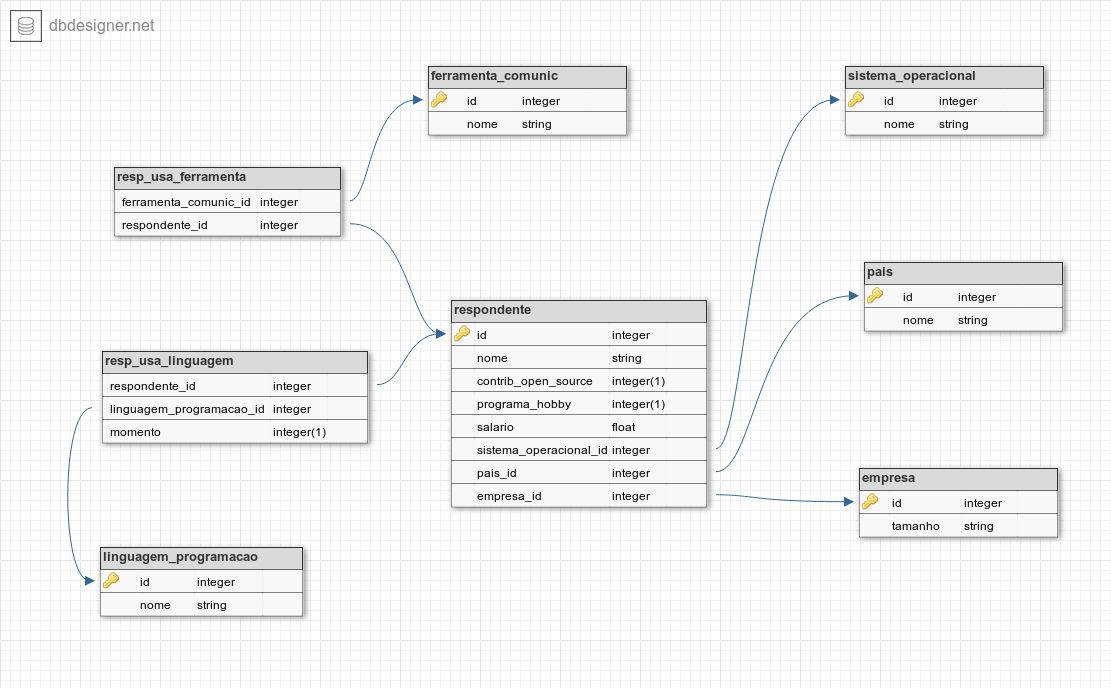 dbdesigner.net
ferramenta_comunic
id integer
nome string
sistema_operacional
id integer
nome string
resp_usa_ferramenta
ferramenta_comunic_id integer
respondente_id integer
pais
id integer
nome string
respondente
id integer
nome string
contrib_open_source integer(1)
programa_hobby integer(1)
salario float
sistema_operacional_id integer
pais_id integer
empresa_id integer
resp_usa_linguagem
respondente_id integer
linguagem_programacao_id integer
momento integer(1)
empresa
id integer
tamanho string
linguagem_programacao
id integer
nome string